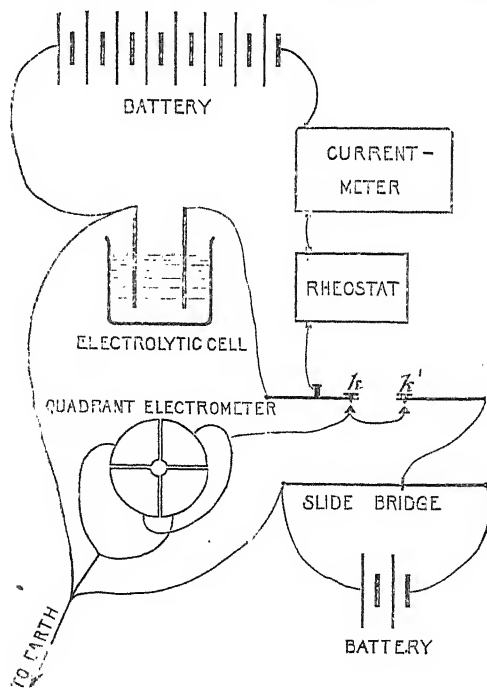 BATTERY
CURRENT-
METER
RHEOSTAT
ELECTROLYTIC CELL
QUADRANT ELECTROMETER
k
k'
SLIDE BRIDGE
BATTERY
TO EARTH